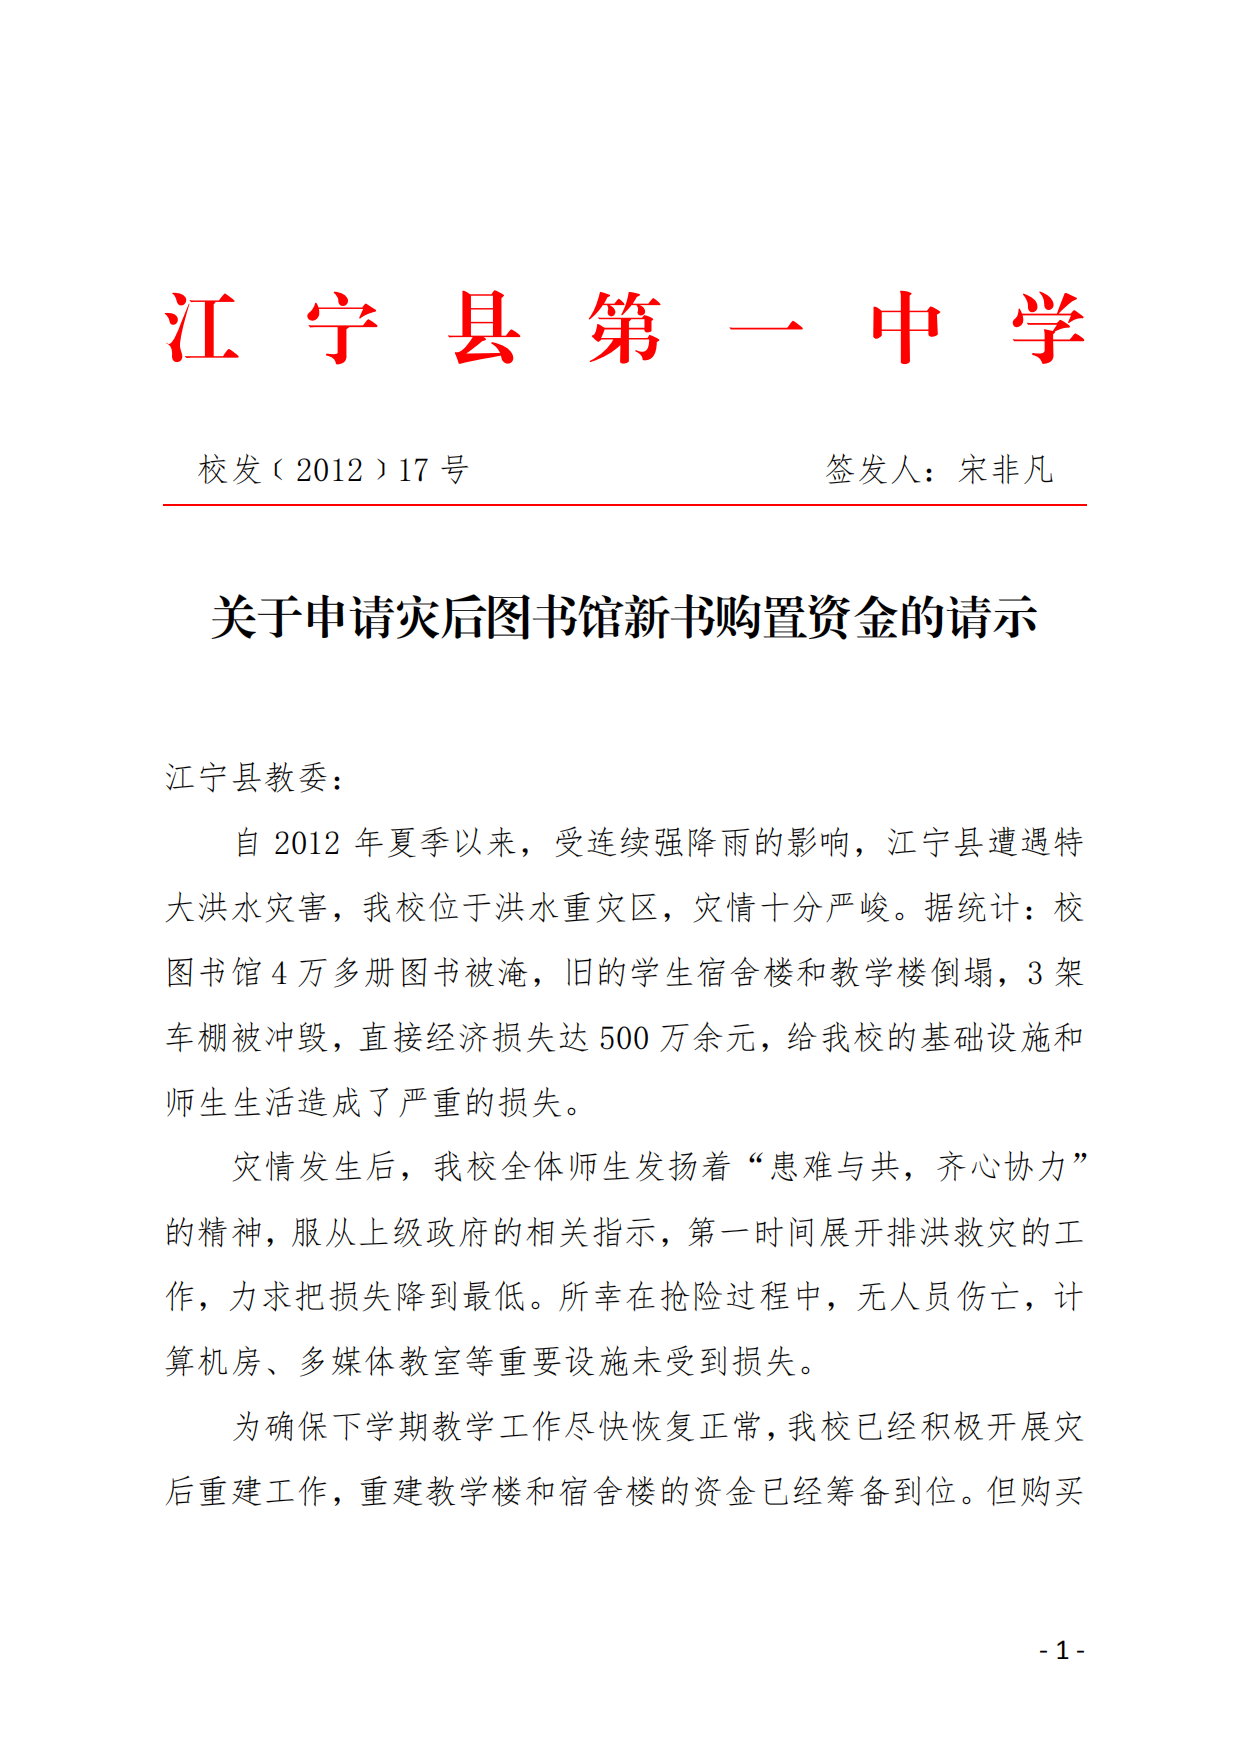 江宁县第一中学
校发﹝2012﹞17号 签发人：宋非凡
关于申请灾后图书馆新书购置资金的请示
江宁县教委：
自 2012 年夏季以来，受连续强降雨的影响，江宁县遭遇特
大洪水灾害，我校位于洪水重灾区，灾情十分严峻。据统计：校
图书馆 4 万多册图书被淹，旧的学生宿舍楼和教学楼倒塌，3 架
车棚被冲毁，直接经济损失达 500 万余元，给我校的基础设施和
师生生活造成了严重的损失。
灾情发生后，我校全体师生发扬着“患难与共，齐心协力”
的精神，服从上级政府的相关指示，第一时间展开排洪救灾的工
作，力求把损失降到最低。所幸在抢险过程中，无人员伤亡，计
算机房、多媒体教室等重要设施未受到损失。
为确保下学期教学工作尽快恢复正常，我校已经积极开展灾
后重建工作，重建教学楼和宿舍楼的资金已经筹备到位。但购买
- 1 -